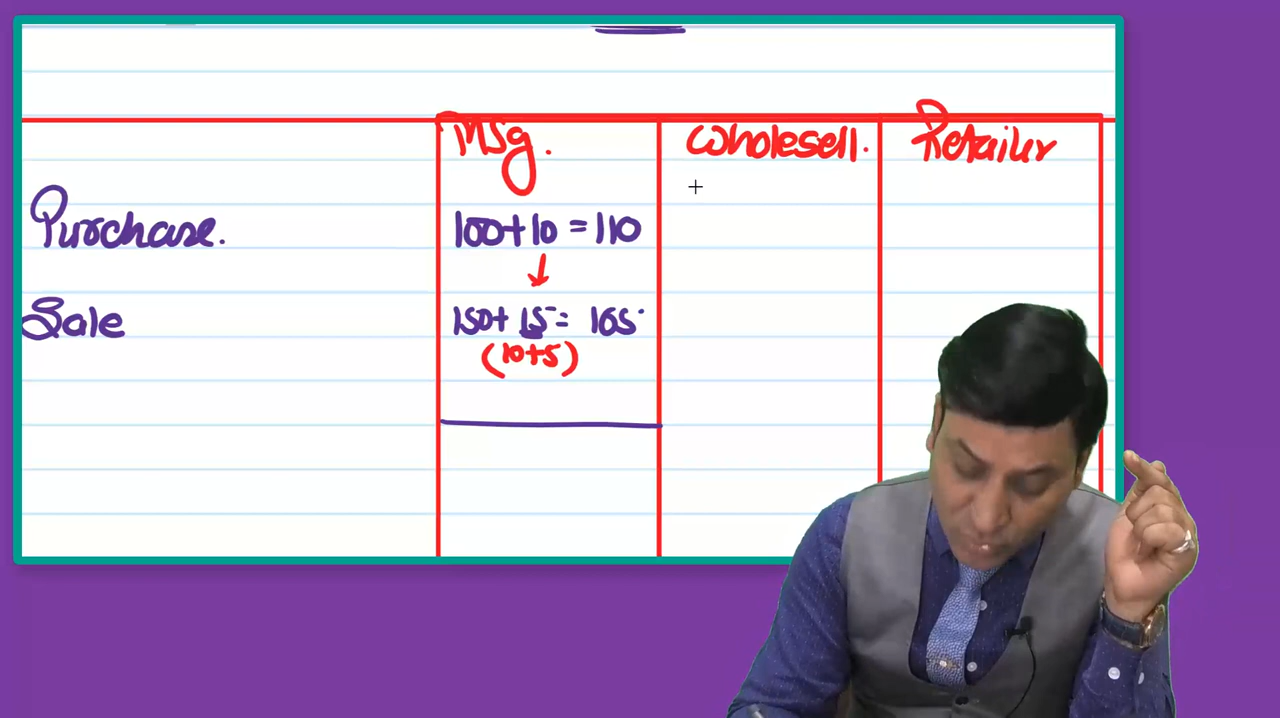 Mfg. Wholesell. Retailer
Purchase. 100+10 = 110
Sale 150+ 15 = 165
(10+5)